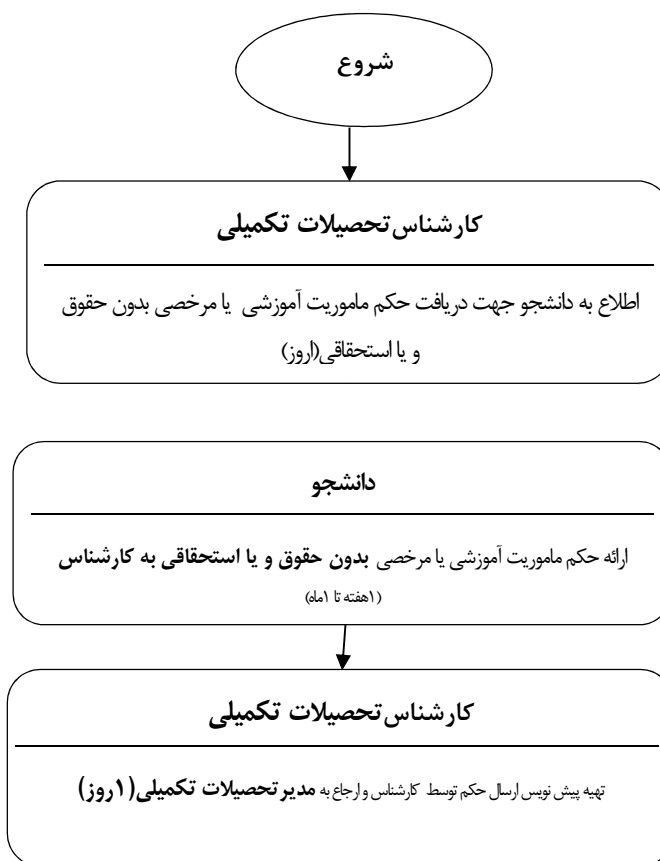 شروع
کارشناس تحصیلات تکمیلی
اطلاع به دانشجو جهت دریافت حکم ماموریت آموزشی یا مرخصی بدون حقوق
و یا استحقاقی(۱روز)
دانشجو
ارائه حکم ماموریت آموزشی یا مرخصی بدون حقوق و یا استحقاقی به کارشناس
(۱هفته تا ۱ماه)
کارشناس تحصیلات تکمیلی
تهیه پیش نویس ارسال حکم توسط کارشناس و ارجاع به مدیر تحصیلات تکمیلی(۱روز)